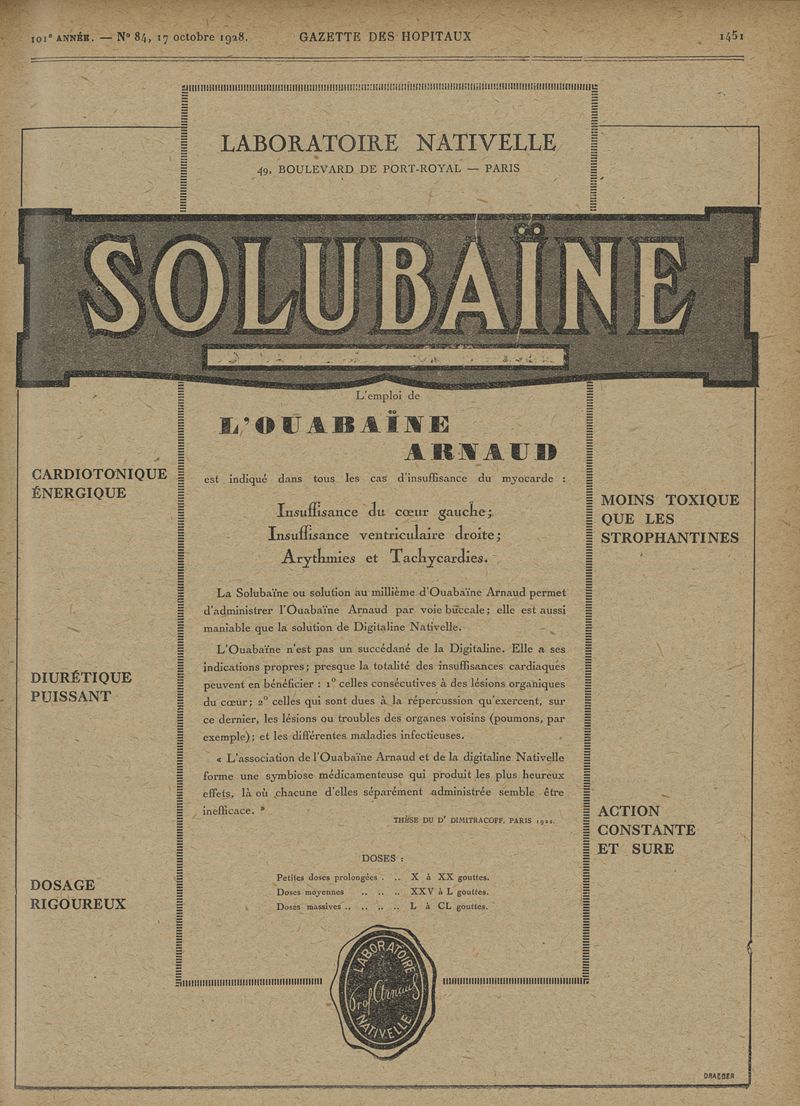 101ᵉ ANNÉE. — Nº 84, 17 octobre 1928.
GAZETTE DES HOPITAUX
1451
LABORATOIRE NATIVELLE
49, BOULEVARD DE PORT-ROYAL — PARIS
SOLUBAÏNE
L'emploi de
L'OUABAÏNE
ARNAUD
est indiqué dans tous les cas d'insuffisance du myocarde :
Insuffisance du cœur gauche;
Insuffisance ventriculaire droite;
Arythmies et Tachycardies.
La Solubaïne ou solution au millième d'Ouabaïne Arnaud permet
d'administrer l'Ouabaïne Arnaud par voie buccale; elle est aussi
maniable que la solution de Digitaline Nativelle.
L'Ouabaïne n'est pas un succédané de la Digitaline. Elle a ses
indications propres; presque la totalité des insuffisances cardiaques
peuvent en bénéficier : 1º celles consécutives à des lésions organiques
du cœur; 2º celles qui sont dues à la répercussion qu'exercent, sur
ce dernier, les lésions ou troubles des organes voisins (poumons, par
exemple); et les différentes maladies infectieuses.
« L'association de l'Ouabaïne Arnaud et de la digitaline Nativelle
forme une symbiose médicamenteuse qui produit les plus heureux
effets, là où chacune d'elles séparément administrée semble être
inefficace. »
THÈSE DU Dʳ DIMITRACOFF, PARIS
DOSES :
Petites doses prolongées . .. X à XX gouttes.
Doses moyennes .. .. .. XXV à L gouttes.
Doses massives .. .. .. .. L à CL gouttes.
CARDIOTONIQUE
ÉNERGIQUE
DIURÉTIQUE
PUISSANT
DOSAGE
RIGOUREUX
MOINS TOXIQUE
QUE LES
STROPHANTINES
ACTION
CONSTANTE
ET SURE
LABORATOIRE
Prof Arnaud
NATIVELLE
DRAEGER